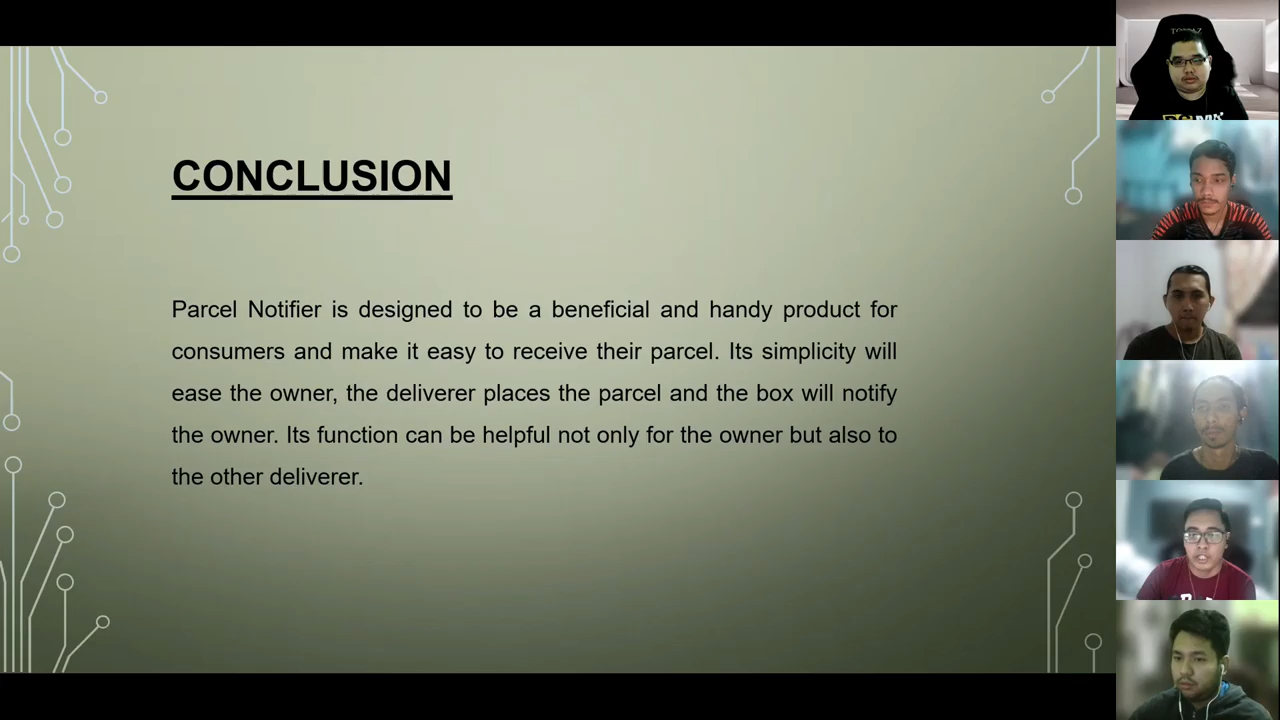 CONCLUSION
Parcel Notifier is designed to be a beneficial and handy product for
consumers and make it easy to receive their parcel. Its simplicity will
ease the owner, the deliverer places the parcel and the box will notify
the owner. Its function can be helpful not only for the owner but also to
the other deliverer.